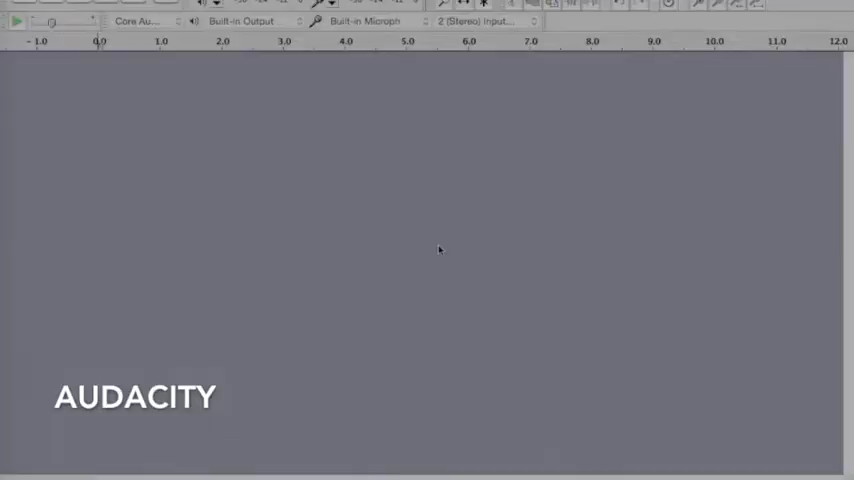 Core Au... Built-in Output Built-in Microph 2 (Stereo) Input...
- 1.0 0.0 1.0 2.0 3.0 4.0 5.0 6.0 7.0 8.0 9.0 10.0 11.0 12.0
AUDACITY